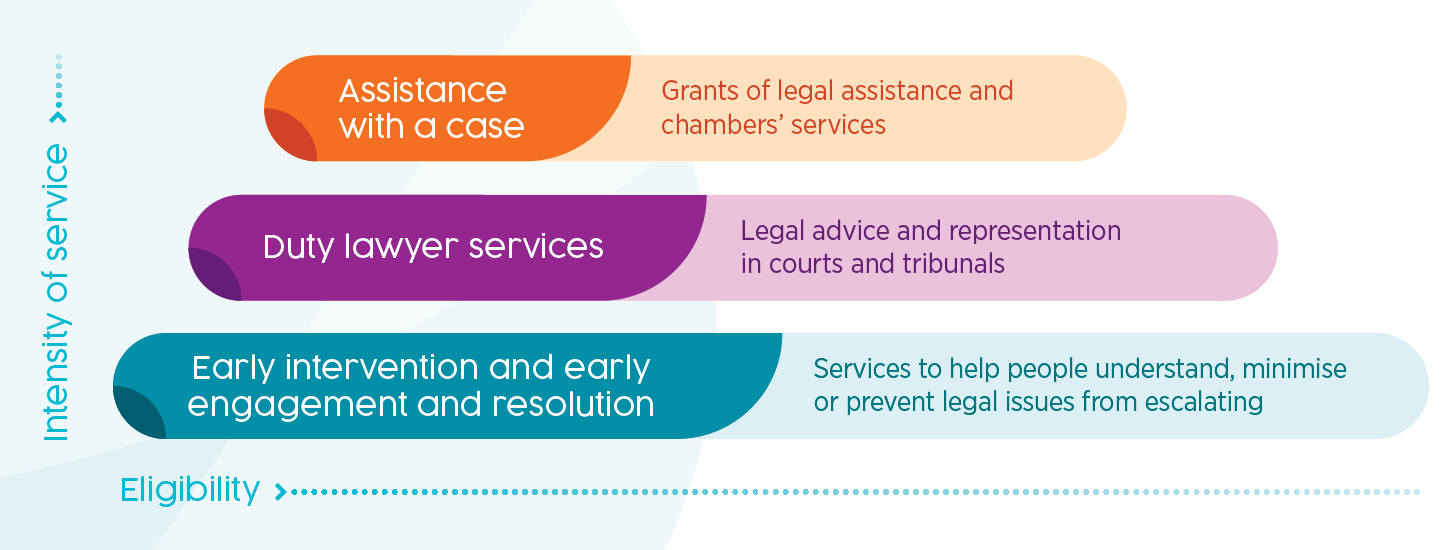 Intensity of service
Assistance
with a case
Grants of legal assistance and
chambers’ services
Duty lawyer services
Legal advice and representation
in courts and tribunals
Early intervention and early
engagement and resolution
Services to help people understand, minimise
or prevent legal issues from escalating
Eligibility